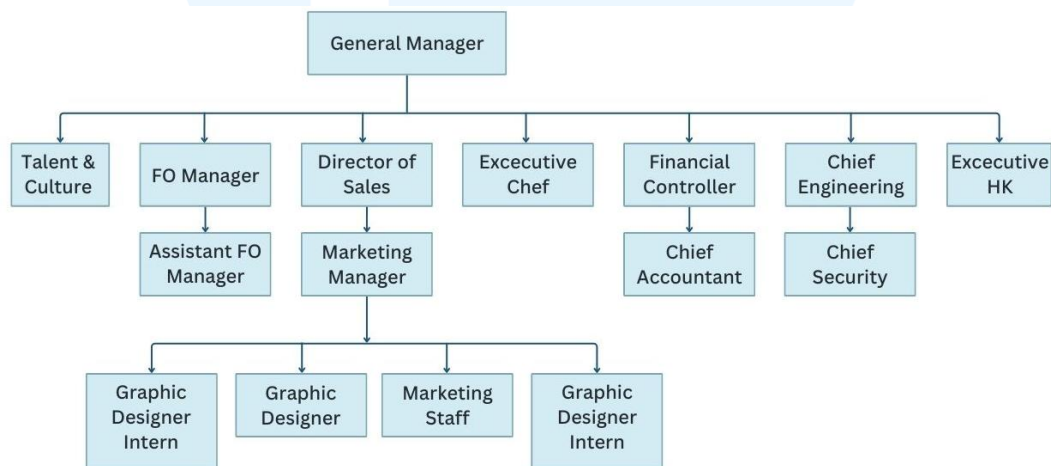 General Manager
Talent &
Culture
FO Manager
Director of
Sales
Excecutive
Chef
Financial
Controller
Chief
Engineering
Excecutive
HK
Assistant FO
Manager
Marketing
Manager
Chief
Accountant
Chief
Security
Graphic
Designer
Intern
Graphic
Designer
Marketing
Staff
Graphic
Designer
Intern